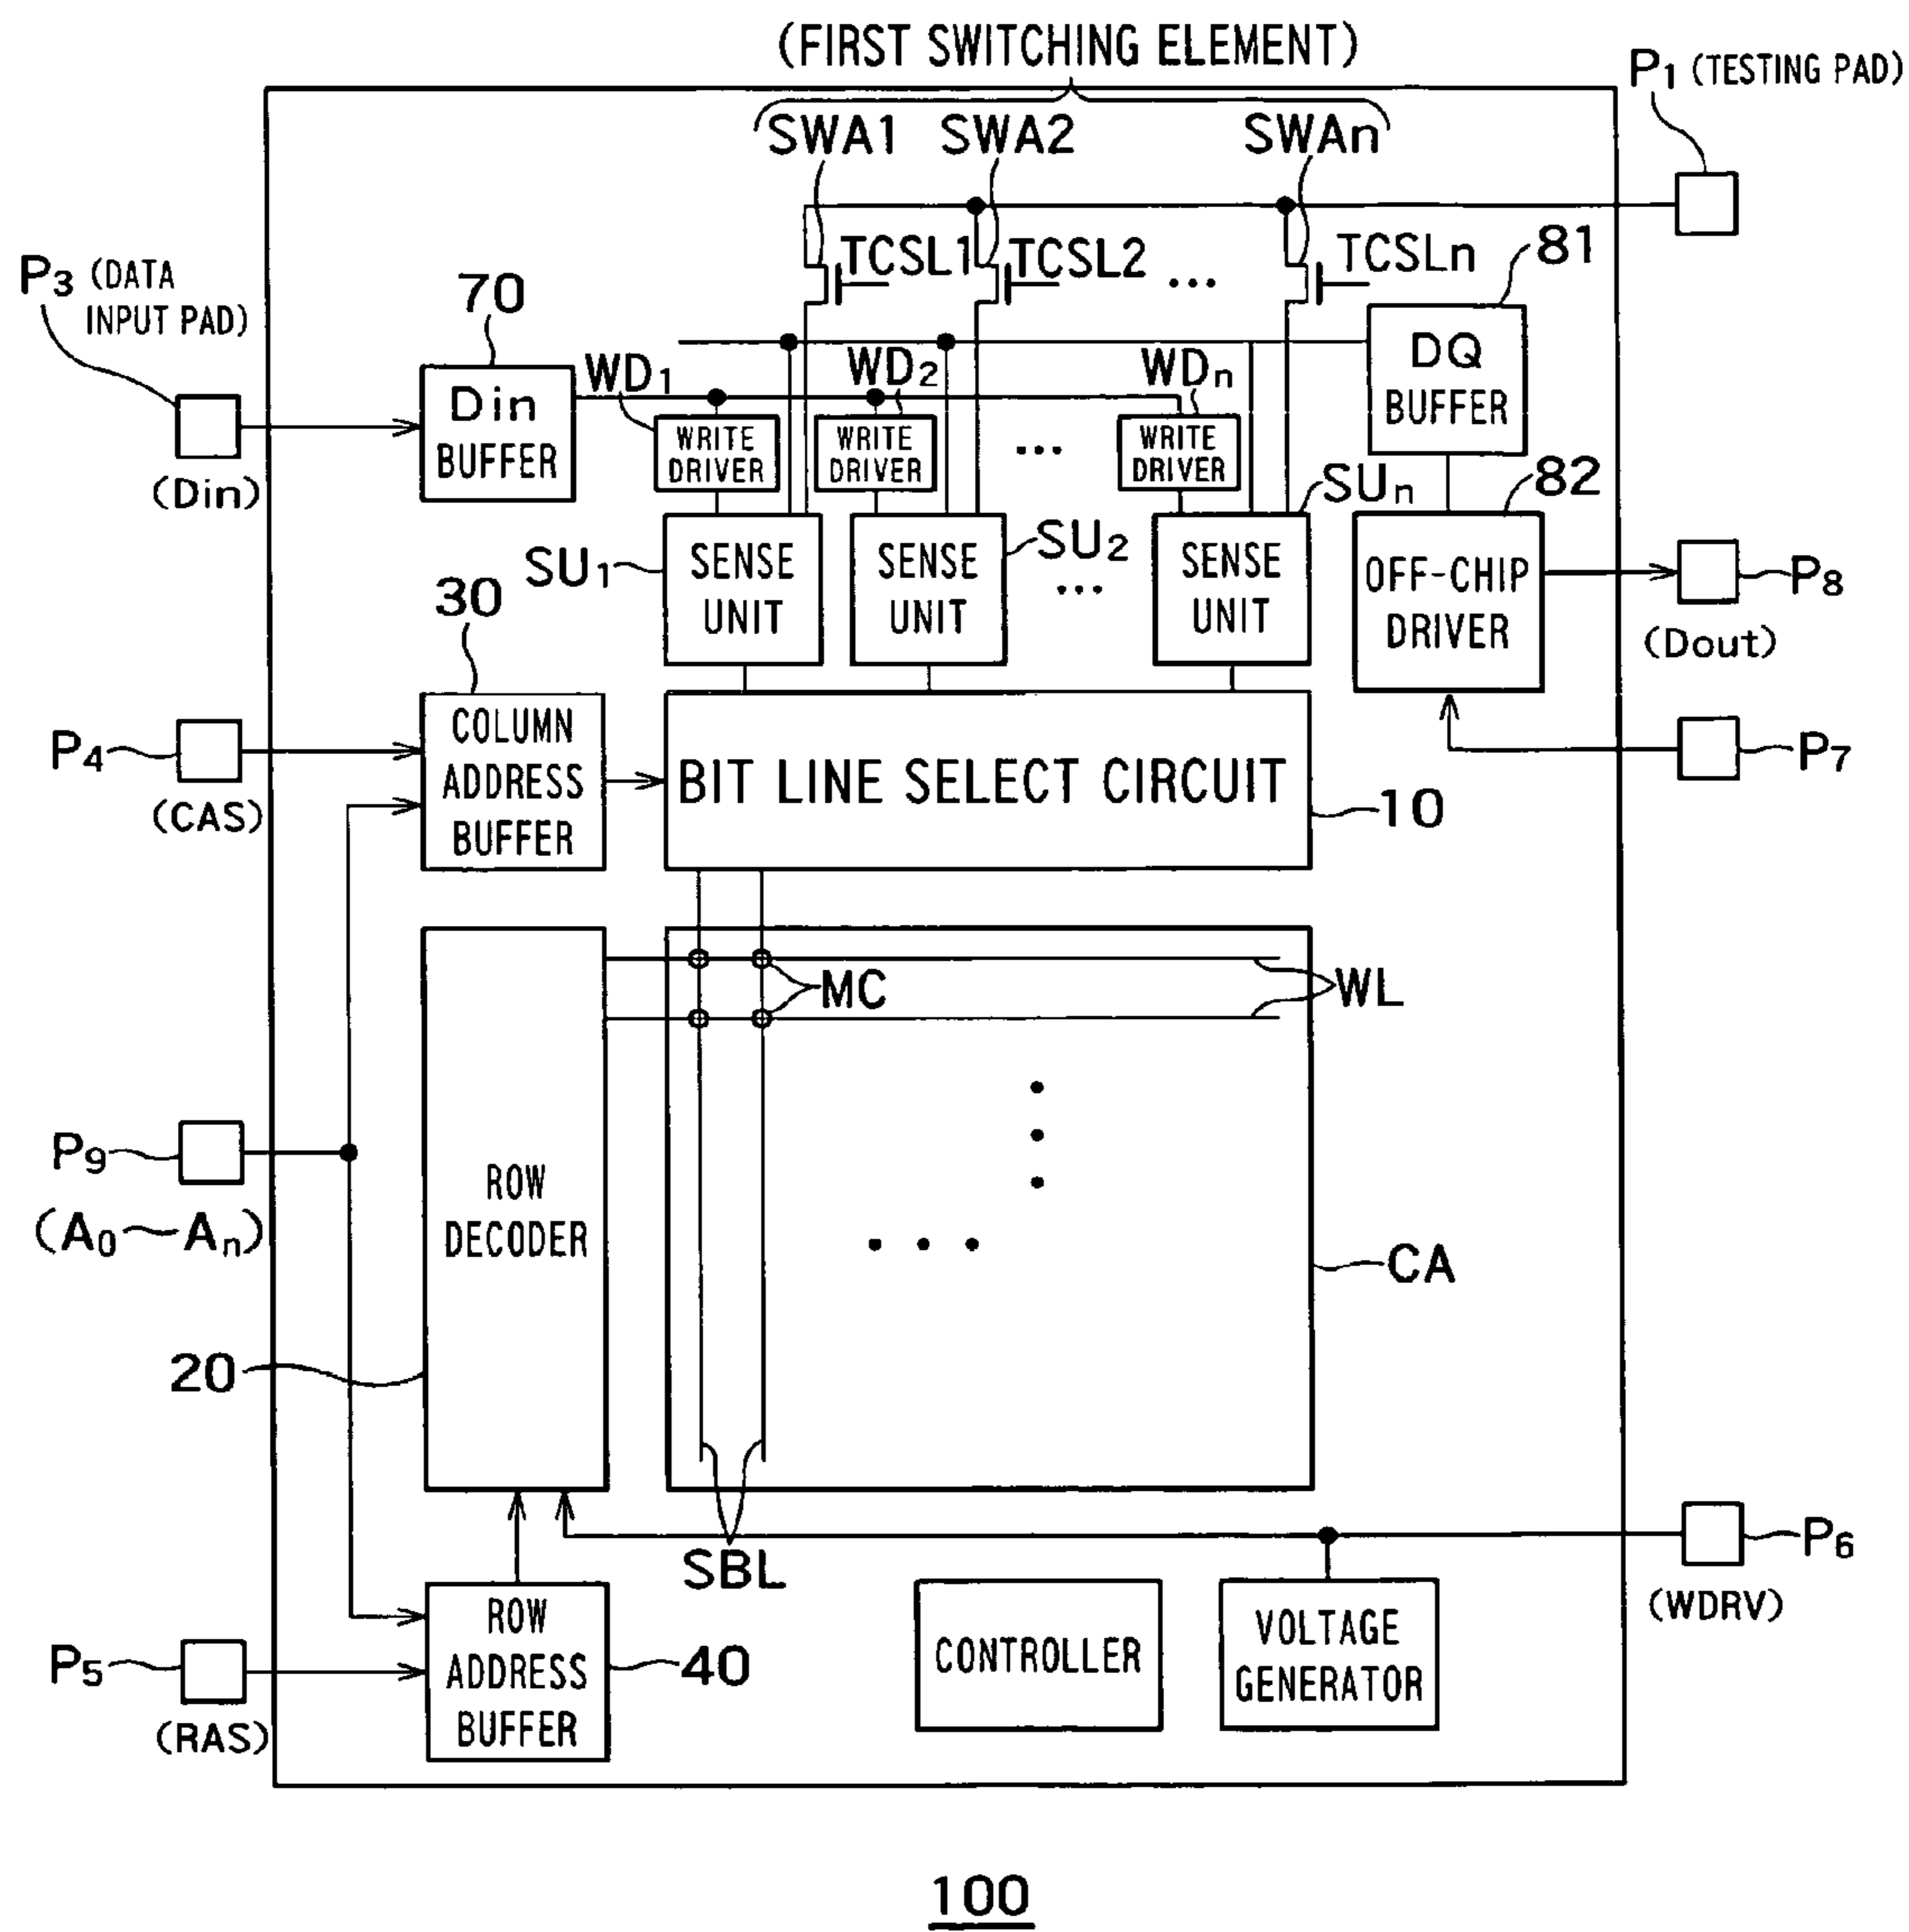 (FIRST SWITCHING ELEMENT)
P1 (TESTING PAD)
SWA1 SWA2 SWAn
TCSL1 TCSL2 ... TCSLn
81
P3 (DATA
INPUT PAD)
70
WD1 WD2 WDn
DQ
BUFFER
Din
BUFFER
WRITE
DRIVER
WRITE
DRIVER
...
WRITE
DRIVER
(Din)
SUn
82
SU1
SENSE
UNIT
SENSE
UNIT
SU2
...
SENSE
UNIT
OFF-CHIP
DRIVER
P8
(Dout)
30
P4
(CAS)
COLUMN
ADDRESS
BUFFER
BIT LINE SELECT CIRCUIT
10
P7
MC
WL
P9
(A0~An)
ROW
DECODER
CA
20
SBL
P6
(WDRV)
P5
(RAS)
ROW
ADDRESS
BUFFER
40
CONTROLLER
VOLTAGE
GENERATOR
100